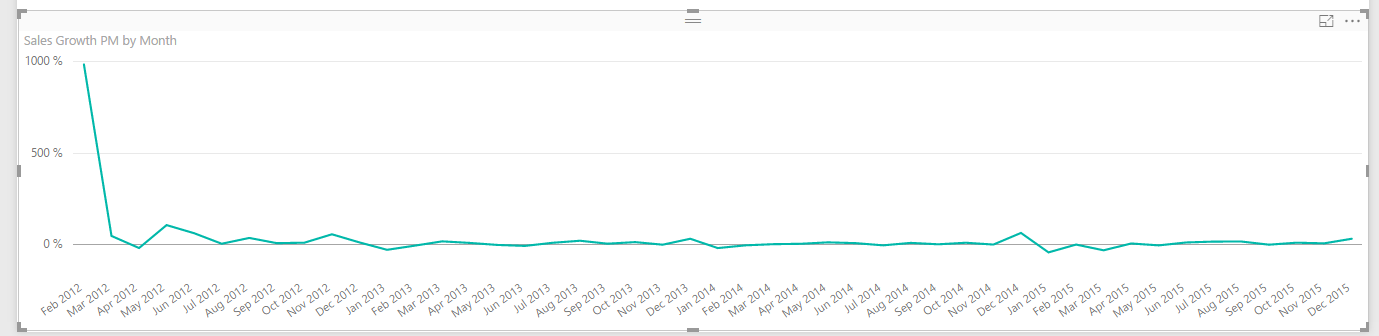 Sales Growth PM by Month
1000 %
500 %
0 %
Feb 2012
Mar 2012
Apr 2012
May 2012
Jun 2012
Jul 2012
Aug 2012
Sep 2012
Oct 2012
Nov 2012
Dec 2012
Jan 2013
Feb 2013
Mar 2013
Apr 2013
May 2013
Jun 2013
Jul 2013
Aug 2013
Sep 2013
Oct 2013
Nov 2013
Dec 2013
Jan 2014
Feb 2014
Mar 2014
Apr 2014
May 2014
Jun 2014
Jul 2014
Aug 2014
Sep 2014
Oct 2014
Nov 2014
Dec 2014
Jan 2015
Feb 2015
Mar 2015
Apr 2015
May 2015
Jun 2015
Jul 2015
Aug 2015
Sep 2015
Oct 2015
Nov 2015
Dec 2015